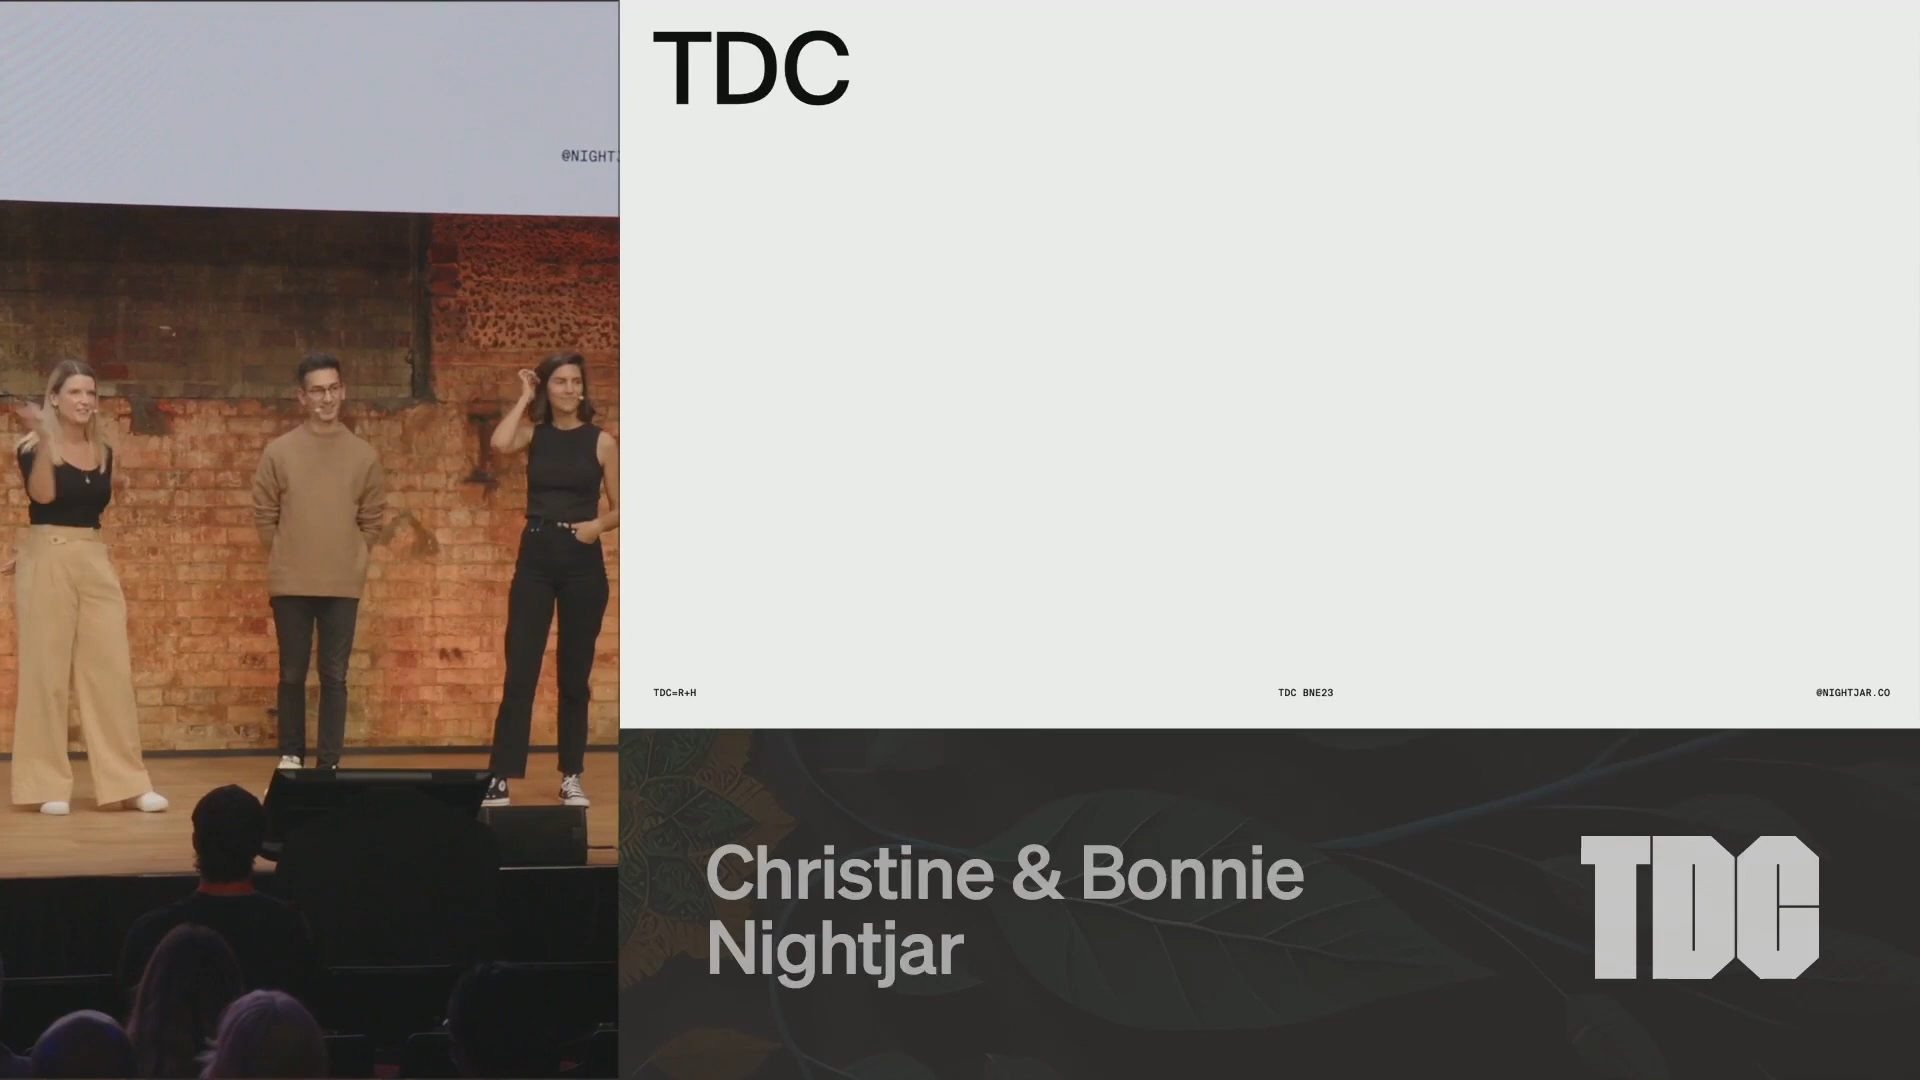 @NIGHTJ
TDC
TDC=R+H
TDC BNE23
@NIGHTJAR.CO
Christine & Bonnie
Nightjar
TDC